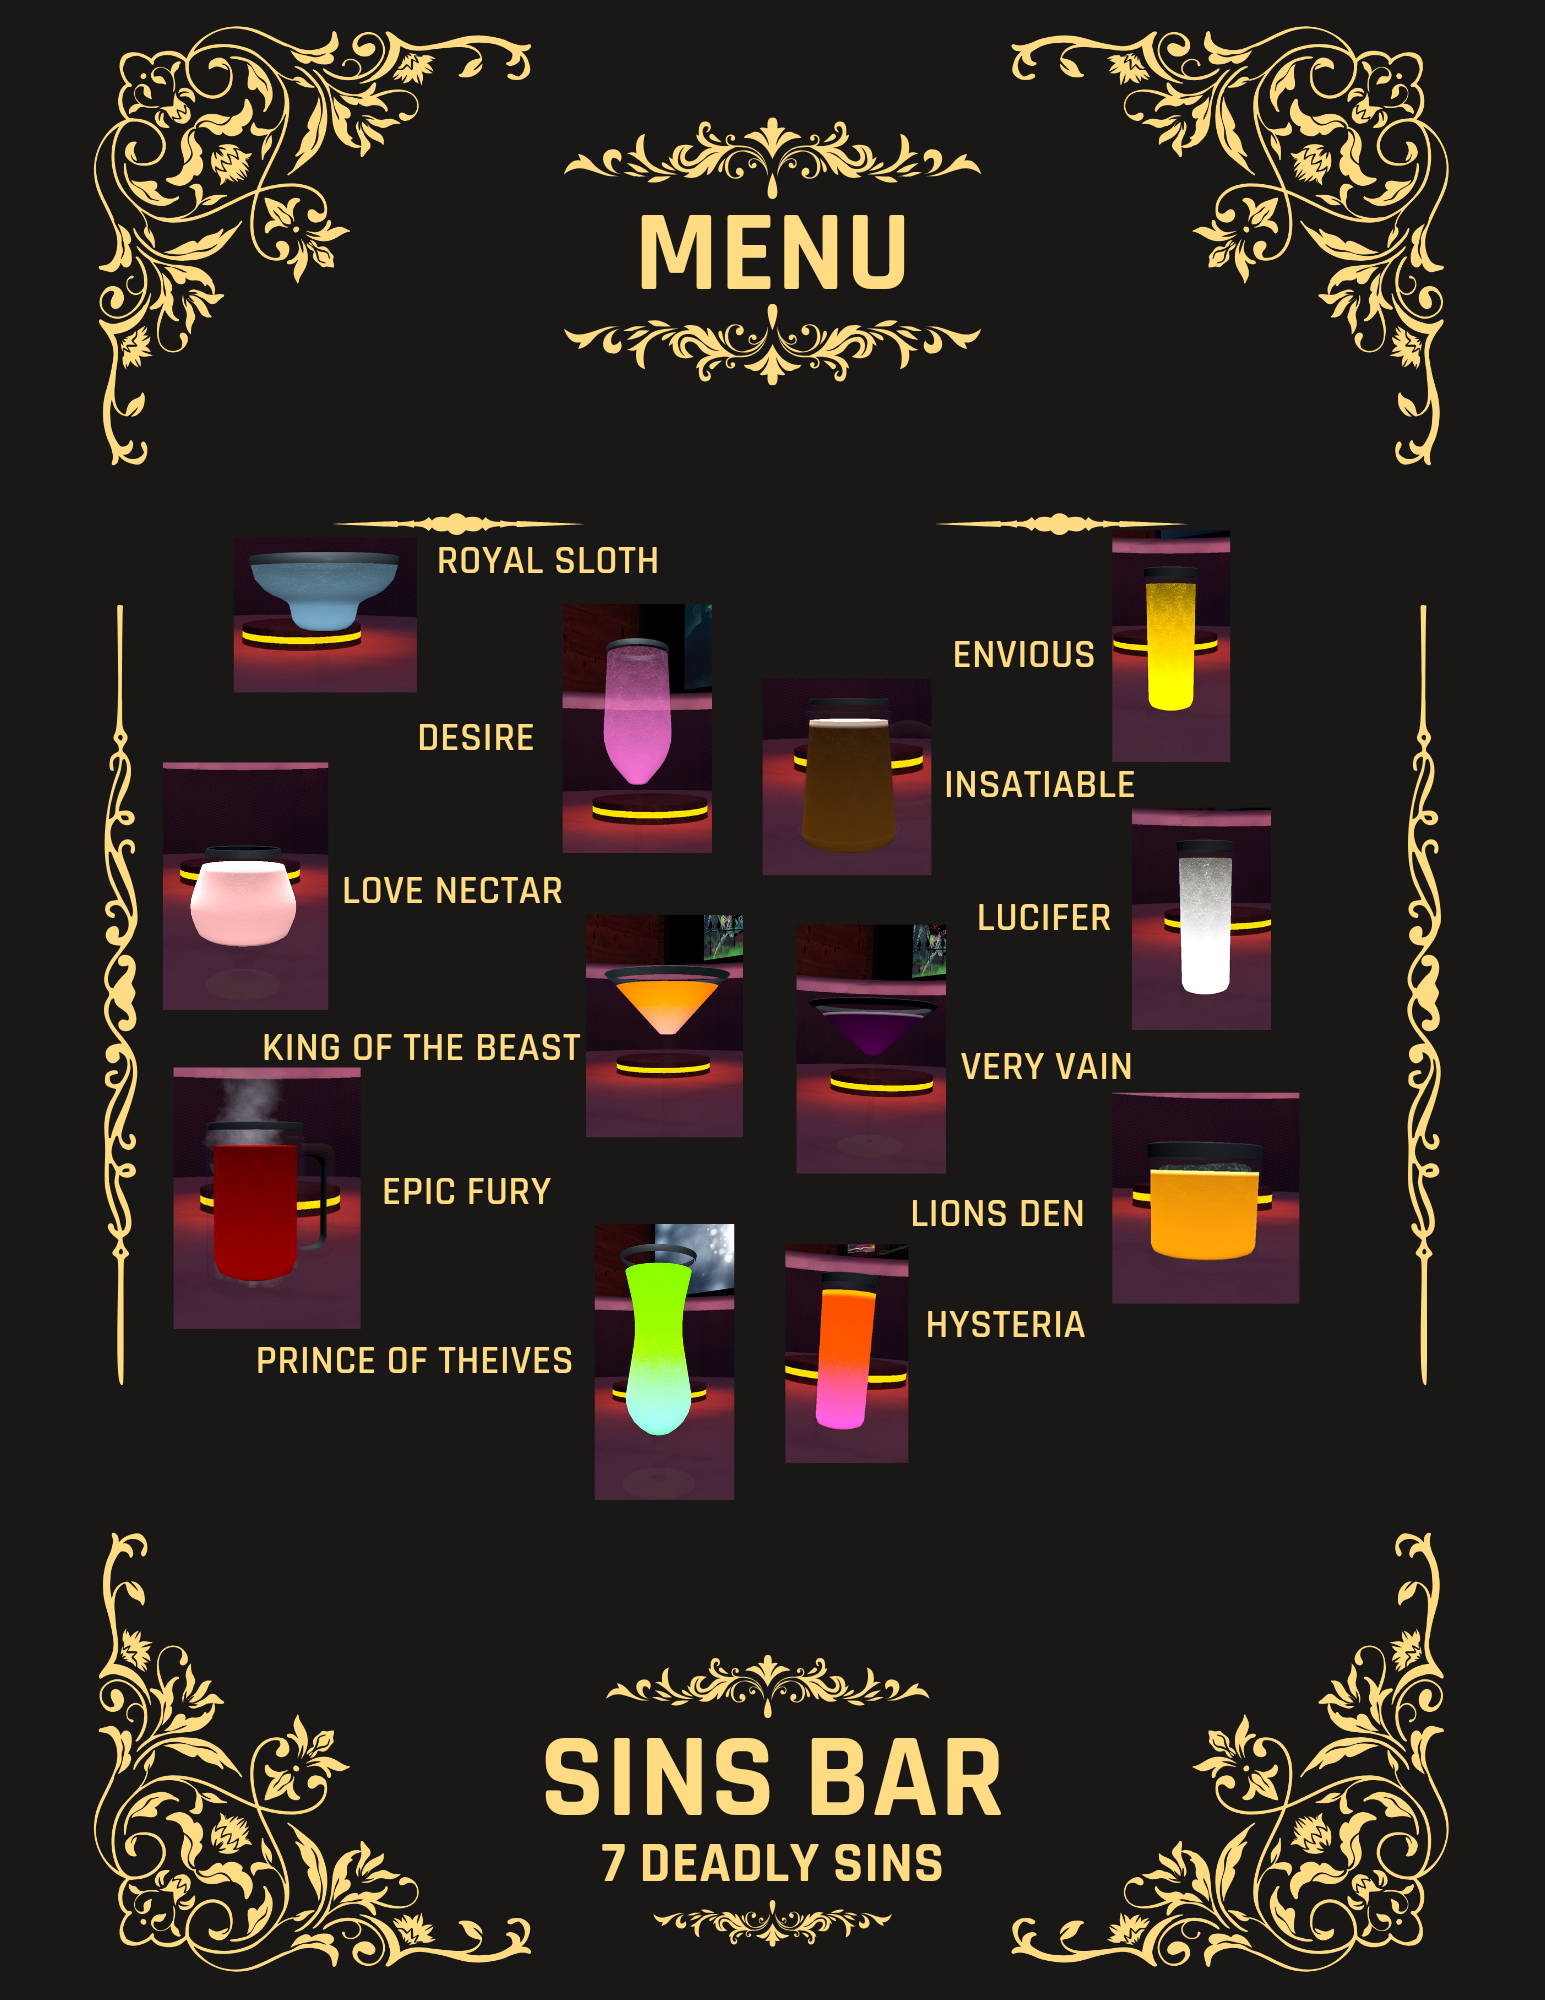 MENU
ROYAL SLOTH
DESIRE
LOVE NECTAR
KING OF THE BEAST
EPIC FURY
PRINCE OF THEIVES
ENVIOUS
INSATIABLE
LUCIFER
VERY VAIN
LIONS DEN
HYSTERIA
SINS BAR
7 DEADLY SINS